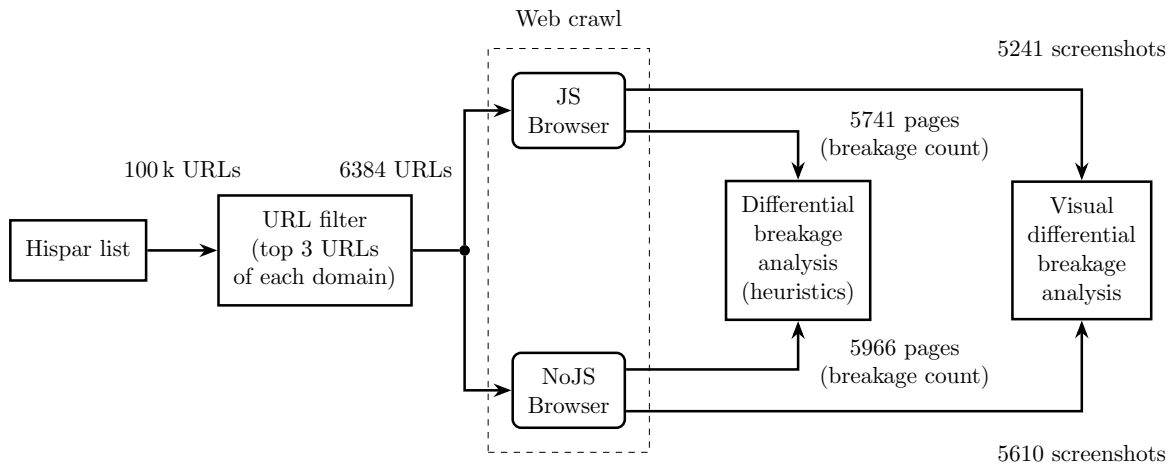 Web crawl
5241 screenshots
JS
Browser
5741 pages
(breakage count)
100 k URLs
6384 URLs
Hispar list
URL filter
(top 3 URLs
of each domain)
Differential
breakage
analysis
(heuristics)
Visual
differential
breakage
analysis
NoJS
Browser
5966 pages
(breakage count)
5610 screenshots